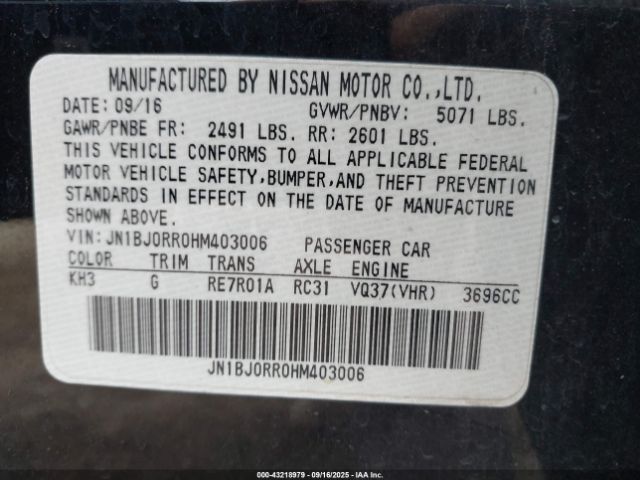 MANUFACTURED BY NISSAN MOTOR CO.,LTD.
DATE: 09/16 GVWR/PNBV: 5071 LBS.
GAWR/PNBE FR: 2491 LBS. RR: 2601 LBS.
THIS VEHICLE CONFORMS TO ALL APPLICABLE FEDERAL
MOTOR VEHICLE SAFETY,BUMPER,AND THEFT PREVENTION
STANDARDS IN EFFECT ON THE DATE OF MANUFACTURE
SHOWN ABOVE.
VIN: JN1BJ0RR0HM403006 PASSENGER CAR
COLOR TRIM TRANS AXLE ENGINE
KH3 G RE7R01A RC31 VQ37(VHR) 3696CC
JN1BJ0RR0HM403006
000-43218979 - 09/16/2025 - IAA Inc.